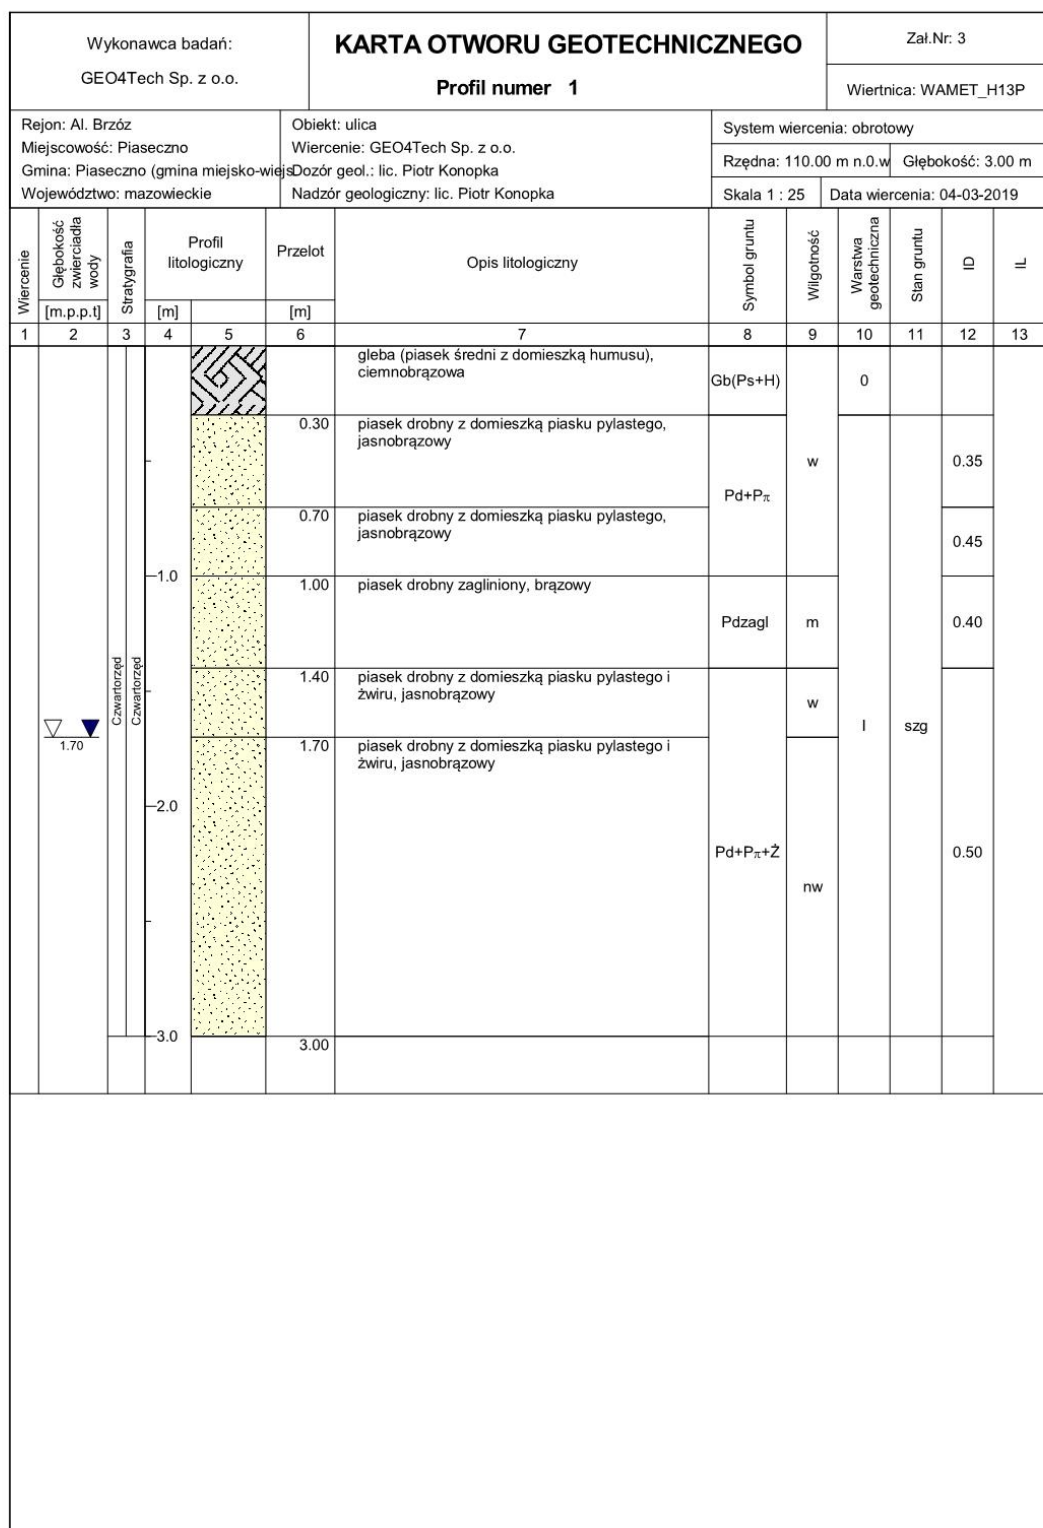 Wykonawca badań:
GEO4Tech Sp. z o.o.
KARTA OTWORU GEOTECHNICZNEGO
Profil numer 1
Zał.Nr: 3
Wiertnica: WAMET_H13P
Rejon: Al. Brzóz
Miejscowość: Piaseczno
Gmina: Piaseczno (gmina miejsko-wiejs
Województwo: mazowieckie
Obiekt: ulica
Wiercenie: GEO4Tech Sp. z o.o.
Dozór geol.: lic. Piotr Konopka
Nadzór geologiczny: lic. Piotr Konopka
System wiercenia: obrotowy
Rzędna: 110.00 m n.0.w
Głębokość: 3.00 m
Skala 1 : 25
Data wiercenia: 04-03-2019
Wiercenie
Głębokość
zwierciadła
wody
[m.p.p.t]
Stratygrafia
Profil
litologiczny
[m]
Przelot
[m]
Opis litologiczny
Symbol gruntu
Wilgotność
Warstwa
geotechniczna
Stan gruntu
ID
IL
1 2 3 4 5 6 7 8 9 10 11 12 13
gleba (piasek średni z domieszką humusu),
ciemnobrązowa
Gb(Ps+H)
0
0.30
piasek drobny z domieszką piasku pylastego,
jasnobrązowy
Pd+Pπ
w
0.35
0.70
piasek drobny z domieszką piasku pylastego,
jasnobrązowy
0.45
1.0
1.00
piasek drobny zagliniony, brązowy
Pdzagl
m
0.40
Czwartorzęd
Czwartorzęd
1.40
piasek drobny z domieszką piasku pylastego i
żwiru, jasnobrązowy
w
I
szg
1.70
1.70
piasek drobny z domieszką piasku pylastego i
żwiru, jasnobrązowy
2.0
Pd+Pπ+Ż
nw
0.50
3.0
3.00